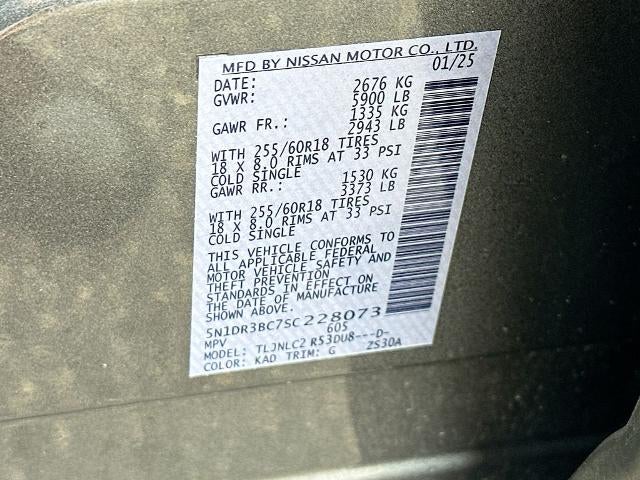 MFD BY NISSAN MOTOR CO., LTD.
DATE: 01/25
GVWR: 2676 KG
5900 LB
GAWR FR.: 1335 KG
2943 LB
WITH 255/60R18 TIRES
18 X 8.0 RIMS AT 33 PSI
COLD SINGLE
GAWR RR.: 1530 KG
3373 LB
WITH 255/60R18 TIRES
18 X 8.0 RIMS AT 33 PSI
COLD SINGLE
THIS VEHICLE CONFORMS TO
ALL APPLICABLE FEDERAL
MOTOR VEHICLE SAFETY AND
THEFT PREVENTION
STANDARDS IN EFFECT ON
THE DATE OF MANUFACTURE
SHOWN ABOVE.
5N1DR3BC7SC228073
MPV 605
MODEL: TLJNLC2 R53DU8---D-
COLOR: KAD TRIM: G ZS30A